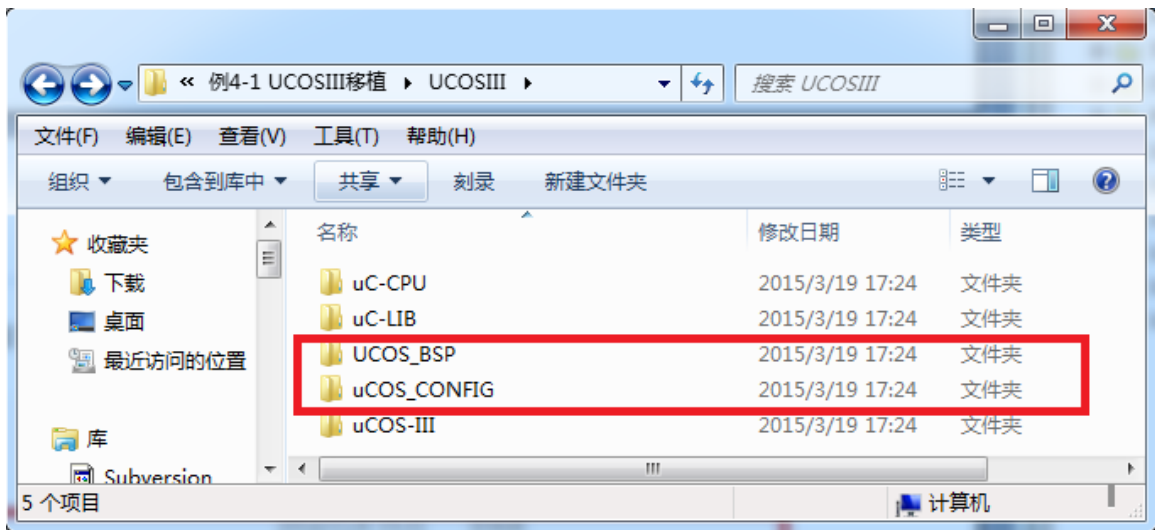 « 例4-1 UCOSIII移植 ▸ UCOSIII ▸ 搜索 UCOSIII
文件(F) 编辑(E) 查看(V) 工具(T) 帮助(H)
组织 包含到库中 共享 刻录 新建文件夹
名称 修改日期 类型
收藏夹
下载
桌面
最近访问的位置
库
Subversion
uC-CPU 2015/3/19 17:24 文件夹
uC-LIB 2015/3/19 17:24 文件夹
UCOS_BSP 2015/3/19 17:24 文件夹
uCOS_CONFIG 2015/3/19 17:24 文件夹
uCOS-III 2015/3/19 17:24 文件夹
5 个项目 计算机